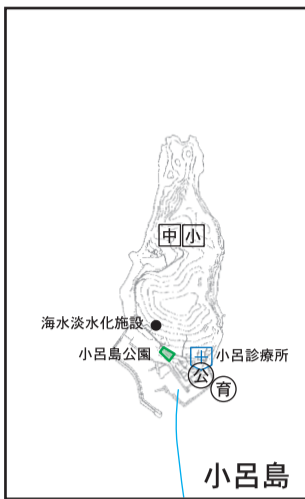 中 小
海水淡水化施設
小呂島公園
小呂診療所
公
育
小呂島